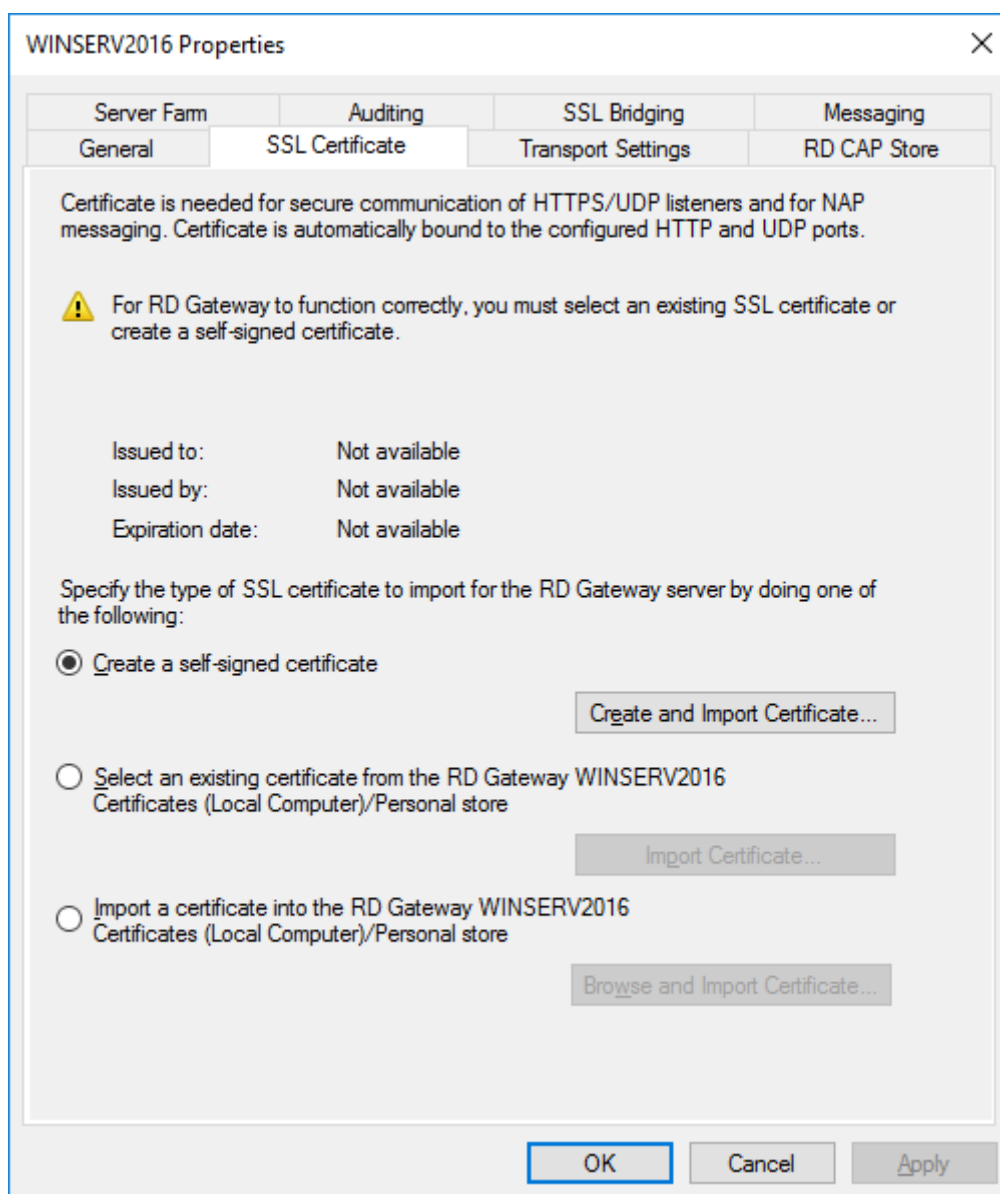 WINSERV2016 Properties
Server Farm Auditing SSL Bridging Messaging
General SSL Certificate Transport Settings RD CAP Store
Certificate is needed for secure communication of HTTPS/UDP listeners and for NAP
messaging. Certificate is automatically bound to the configured HTTP and UDP ports.
For RD Gateway to function correctly, you must select an existing SSL certificate or
create a self-signed certificate.
Issued to: Not available
Issued by: Not available
Expiration date: Not available
Specify the type of SSL certificate to import for the RD Gateway server by doing one of
the following:
Create a self-signed certificate
Create and Import Certificate...
Select an existing certificate from the RD Gateway WINSERV2016
Certificates (Local Computer)/Personal store
Import Certificate...
Import a certificate into the RD Gateway WINSERV2016
Certificates (Local Computer)/Personal store
Browse and Import Certificate...
OK Cancel Apply